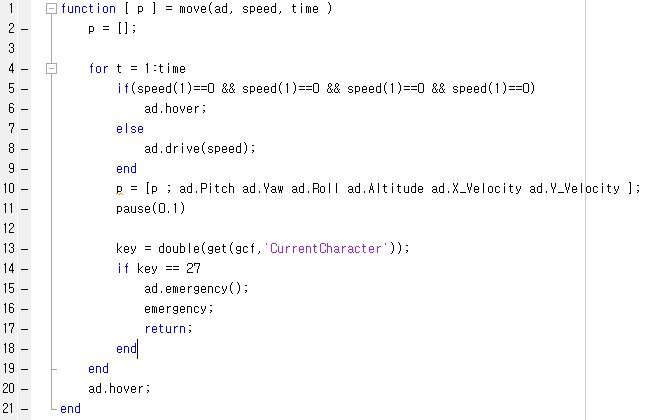 1 function [ p ] = move(ad, speed, time )
2 – p = [];
3
4 – for t = 1:time
5 – if(speed(1)==0 && speed(1)==0 && speed(1)==0 && speed(1)==0)
6 – ad.hover;
7 – else
8 – ad.drive(speed);
9 – end
10 – p = [p ; ad.Pitch ad.Yaw ad.Roll ad.Altitude ad.X_Velocity ad.Y_Velocity ];
11 – pause(0.1)
12
13 – key = double(get(gcf,'CurrentCharacter'));
14 – if key == 27
15 – ad.emergency();
16 – emergency;
17 – return;
18 – end
19 – end
20 – ad.hover;
21 – end